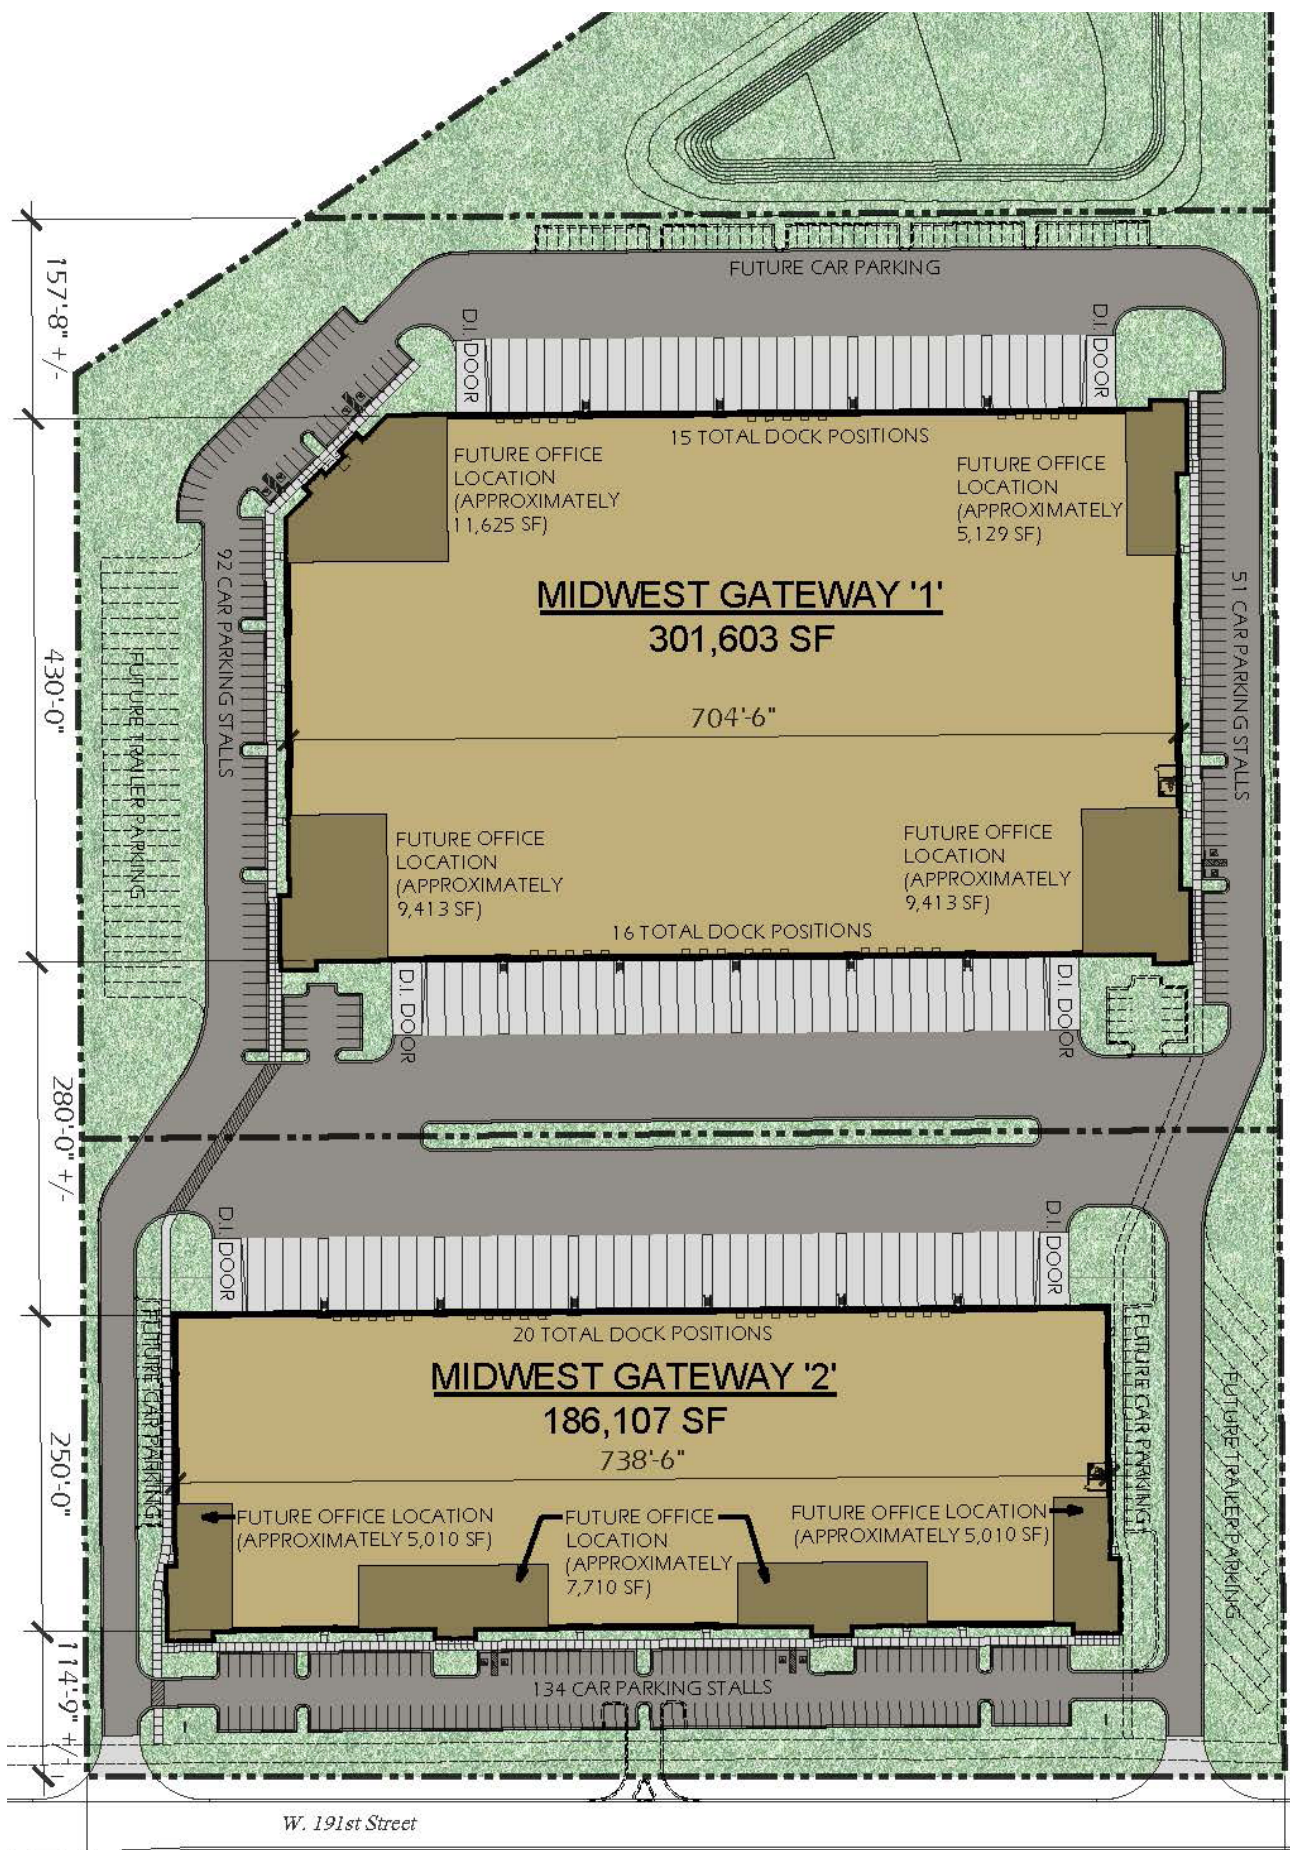 FUTURE CAR PARKING
157'-8" +/-
D.I. DOOR
D.I. DOOR
15 TOTAL DOCK POSITIONS
FUTURE OFFICE
LOCATION
(APPROXIMATELY
11,625 SF)
FUTURE OFFICE
LOCATION
(APPROXIMATELY
5,129 SF)
MIDWEST GATEWAY '1'
301,603 SF
92 CAR PARKING STALLS
51 CAR PARKING STALLS
430'-0"
FUTURE TRAILER PARKING
704'-6"
FUTURE OFFICE
LOCATION
(APPROXIMATELY
9,413 SF)
FUTURE OFFICE
LOCATION
(APPROXIMATELY
9,413 SF)
16 TOTAL DOCK POSITIONS
D.I. DOOR
D.I. DOOR
280'-0" +/-
D.I. DOOR
D.I. DOOR
20 TOTAL DOCK POSITIONS
MIDWEST GATEWAY '2'
186,107 SF
738'-6"
FUTURE CAR PARKING
FUTURE CAR PARKING
FUTURE TRAILER PARKING
250'-0"
FUTURE OFFICE LOCATION
(APPROXIMATELY 5,010 SF)
FUTURE OFFICE
LOCATION
(APPROXIMATELY
7,710 SF)
FUTURE OFFICE LOCATION
(APPROXIMATELY 5,010 SF)
134 CAR PARKING STALLS
114'-9" +/-
W. 191st Street